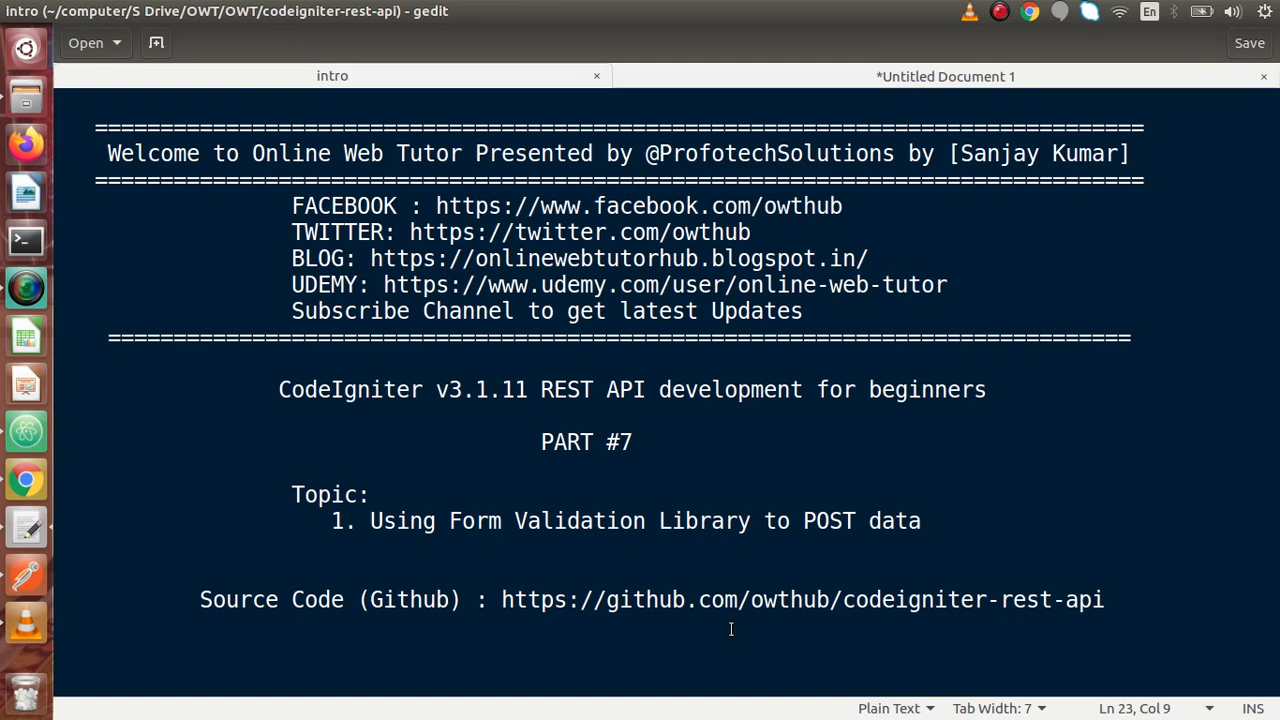 intro (~/computer/S Drive/OWT/OWT/codeigniter-rest-api) - gedit
En
Open
Save
intro ×
*Untitled Document 1 ×
================================================================================
Welcome to Online Web Tutor Presented by @ProfotechSolutions by [Sanjay Kumar]
================================================================================
FACEBOOK : https://www.facebook.com/owthub
TWITTER: https://twitter.com/owthub
BLOG: https://onlinewebtutorhub.blogspot.in/
UDEMY: https://www.udemy.com/user/online-web-tutor
Subscribe Channel to get latest Updates
==============================================================================
CodeIgniter v3.1.11 REST API development for beginners
PART #7
Topic:
1. Using Form Validation Library to POST data
Source Code (Github) : https://github.com/owthub/codeigniter-rest-api
Plain Text
Tab Width: 7
Ln 23, Col 9
INS